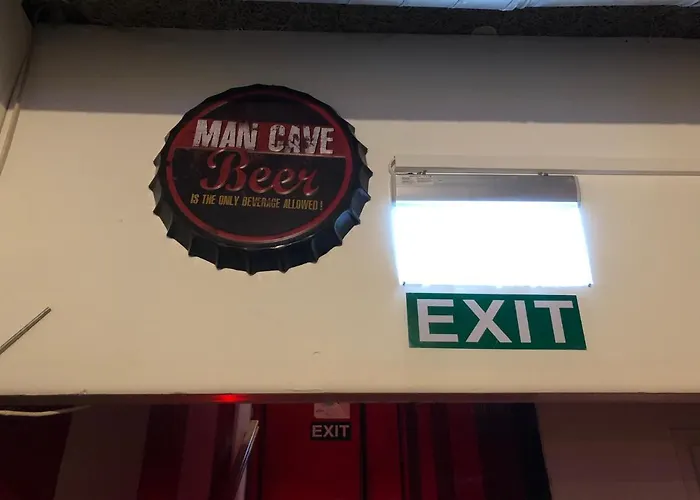 MAN CAVE
Beer
IS THE ONLY BEVERAGE ALLOWED!
EXIT
EXIT